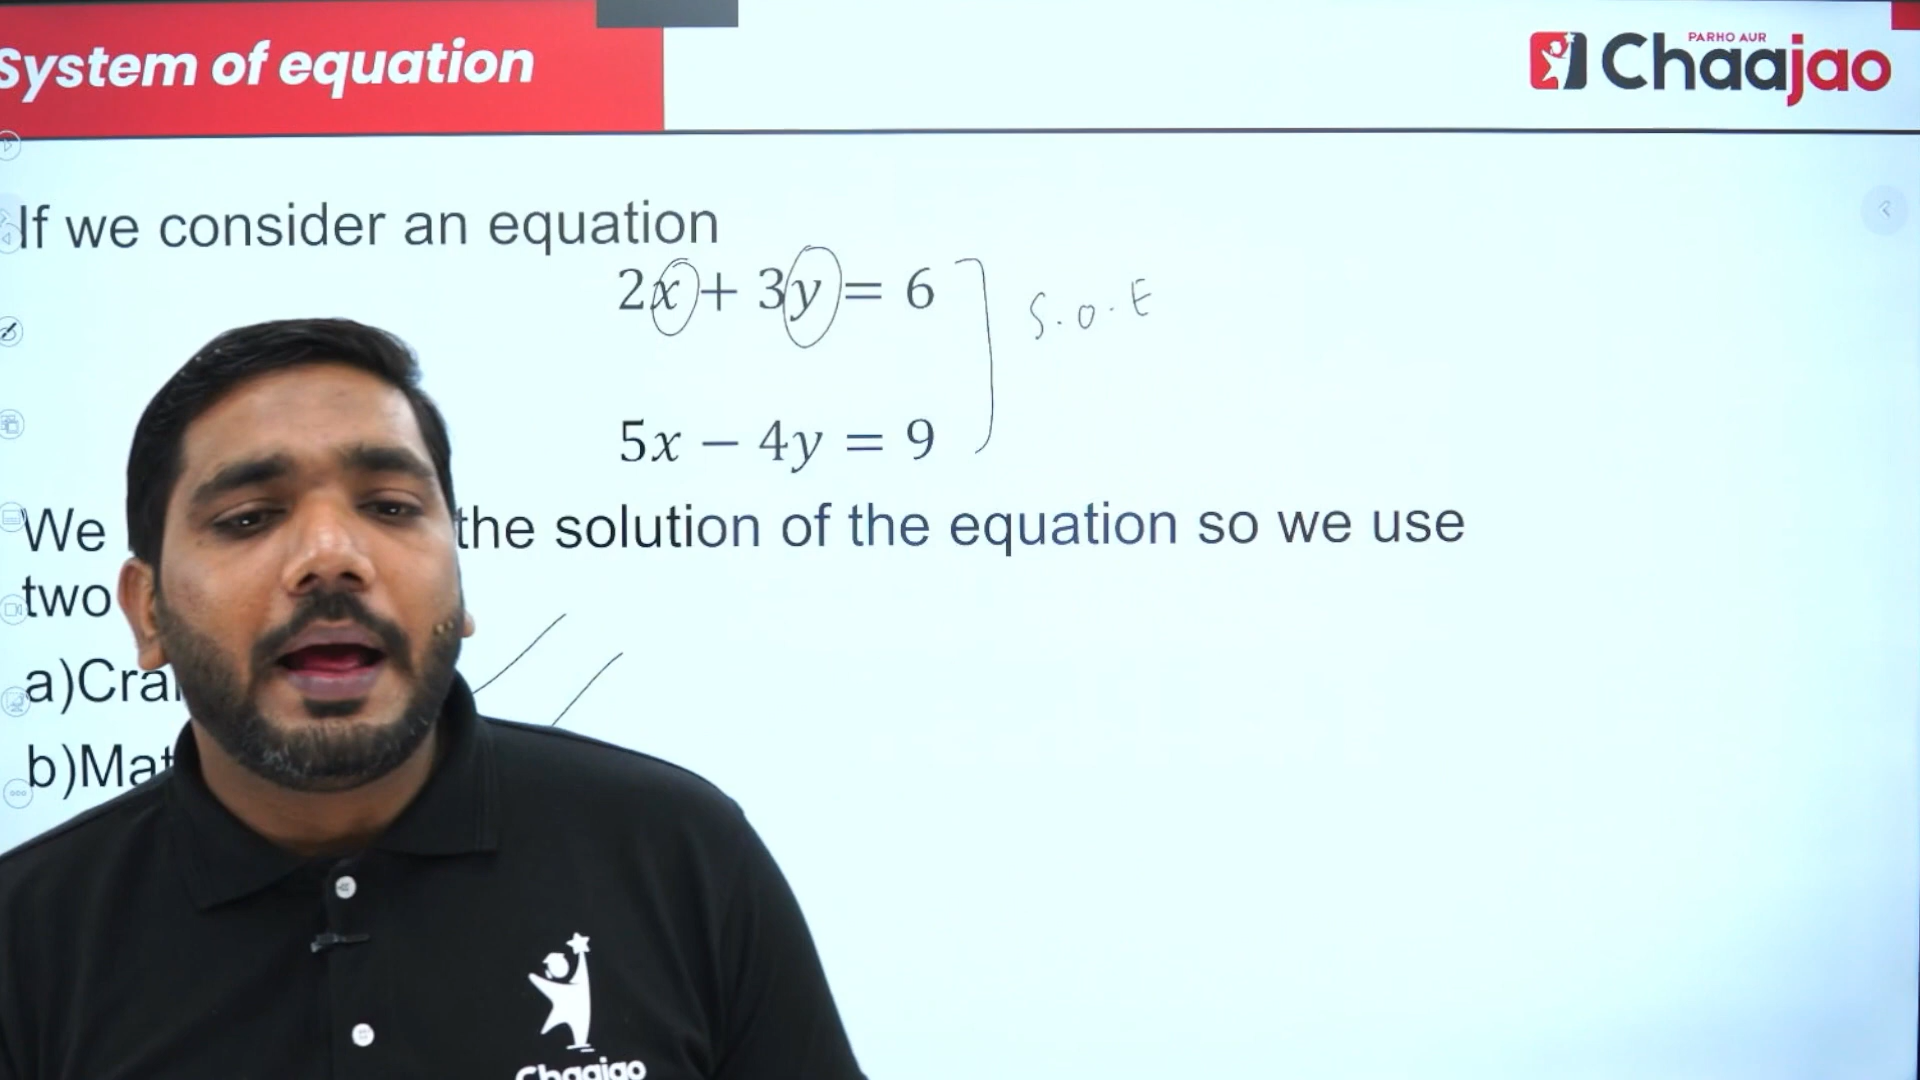 System of equation
PARHO AUR
Chaajao
If we consider an equation
2x + 3y = 6
S.O.E
5x − 4y = 9
We the solution of the equation so we use
two
a)Cra
b)Mat
Chaajao